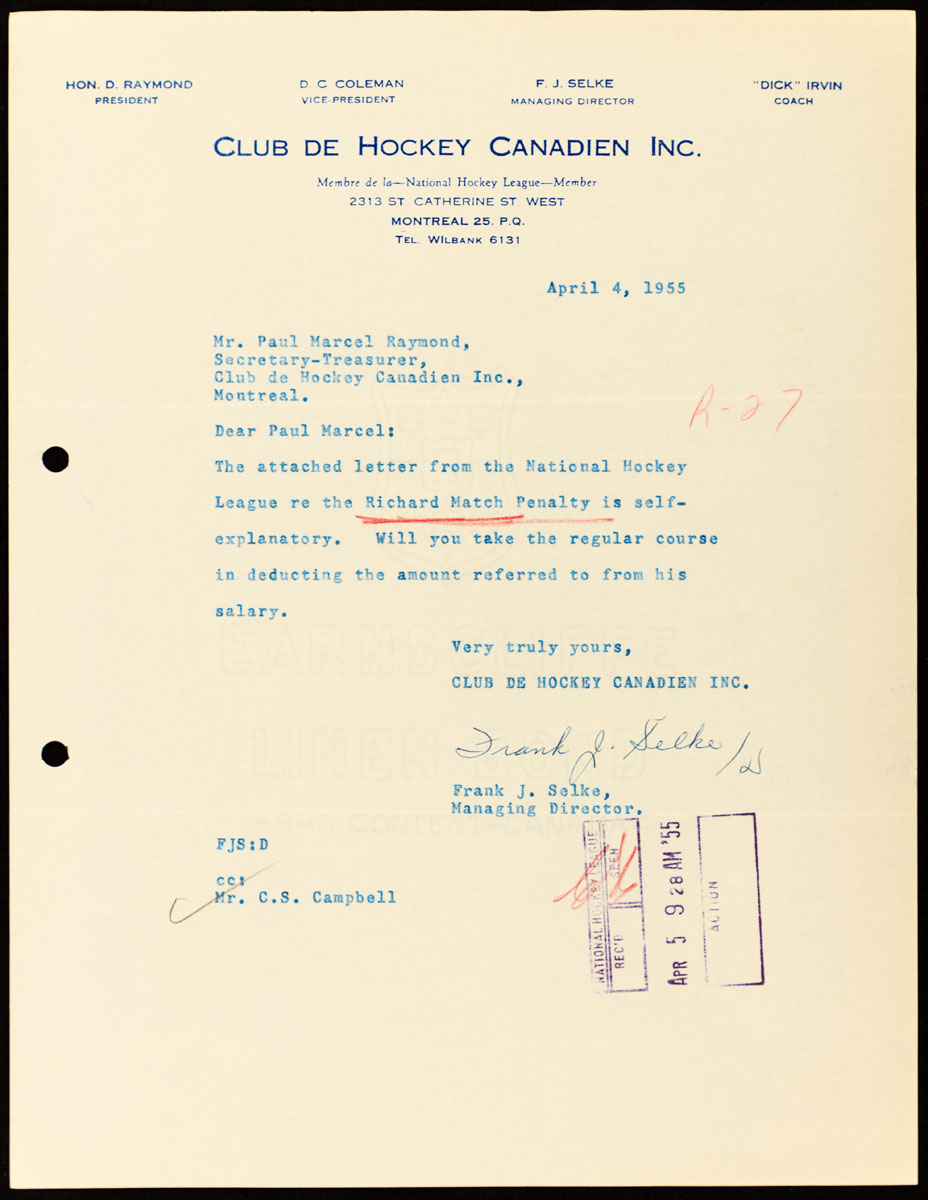 HON. D. RAYMOND
PRESIDENT
D. C. COLEMAN
VICE-PRESIDENT
F. J. SELKE
MANAGING DIRECTOR
"DICK" IRVIN
COACH
CLUB DE HOCKEY CANADIEN INC.
Membre de la—National Hockey League—Member
2313 ST. CATHERINE ST. WEST
MONTREAL 25, P.Q.
TEL. WILBANK 6131
April 4, 1955
Mr. Paul Marcel Raymond,
Secretary-Treasurer,
Club de Hockey Canadien Inc.,
Montreal.
R-27
Dear Paul Marcel:
The attached letter from the National Hockey
League re the Richard Match Penalty is self-
explanatory. Will you take the regular course
in deducting the amount referred to from his
salary.
Very truly yours,
CLUB DE HOCKEY CANADIEN INC.
Frank J. Selke
Frank J. Selke,
Managing Director.
FJS:D
cc:
Mr. C.S. Campbell
NATIONAL HOCKEY LEAGUE
REC'D
APR 5 9 28 AM '55
ACTION
EARNSCLIFFE
LINEN BOND